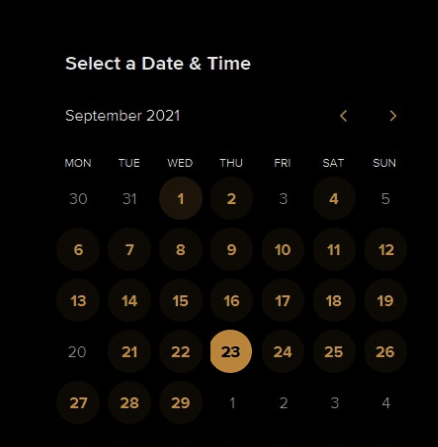 Select a Date & Time
September 2021
MON TUE WED THU FRI SAT SUN
30 31 1 2 3 4 5
6 7 8 9 10 11 12
13 14 15 16 17 18 19
20 21 22 23 24 25 26
27 28 29 1 2 3 4